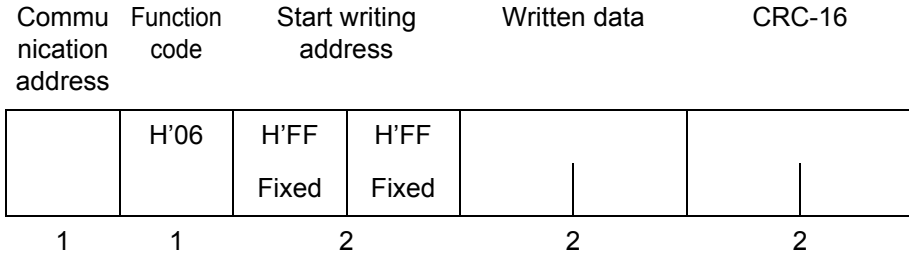 Commu Function Start writing Written data CRC-16
nication code address
address
H’06 H’FF H’FF
Fixed Fixed
1 1 2 2 2